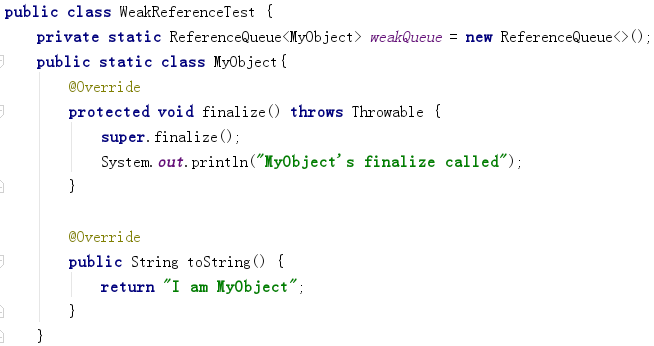 public class WeakReferenceTest {
    private static ReferenceQueue<MyObject> weakQueue = new ReferenceQueue<>();
    public static class MyObject{
        @Override
        protected void finalize() throws Throwable {
            super.finalize();
            System.out.println("MyObject's finalize called");
        }

        @Override
        public String toString() {
            return "I am MyObject";
        }
    }